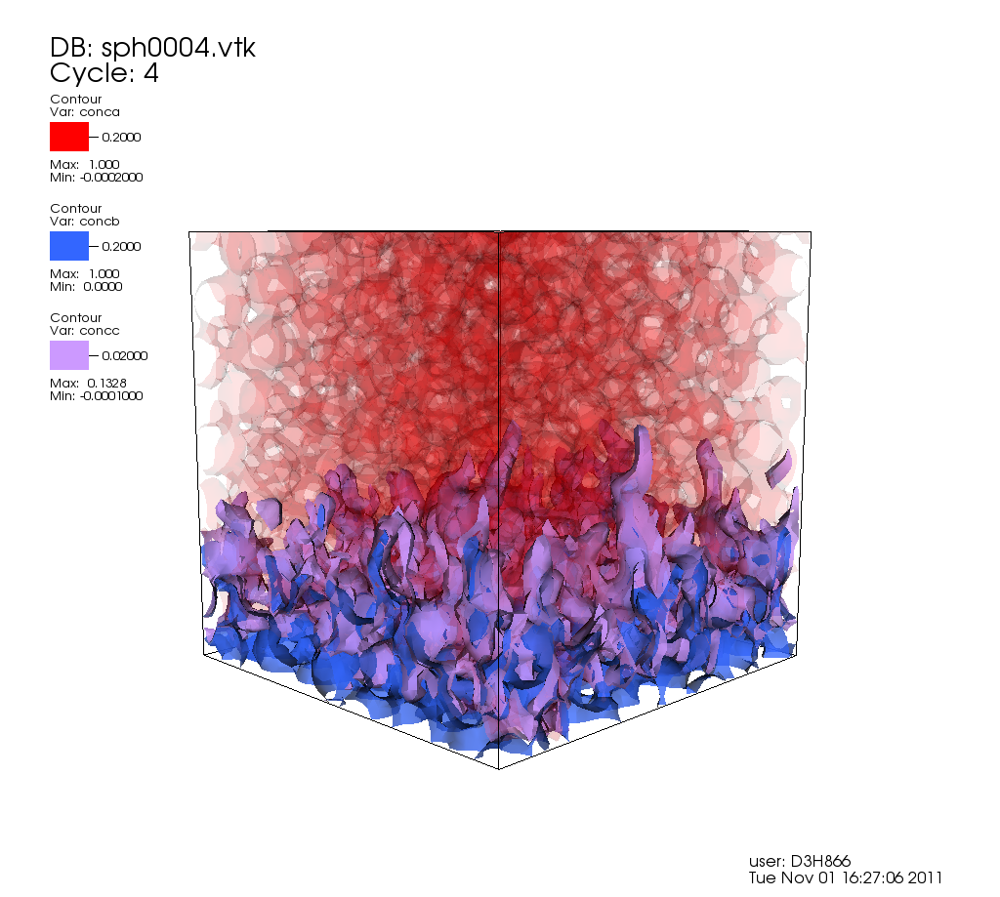 DB: sph0004.vtk
Cycle: 4
Contour
Var: conca
0.2000
Max: 1.000
Min: -0.0002000
Contour
Var: concb
0.2000
Max: 1.000
Min: 0.0000
Contour
Var: concc
0.02000
Max: 0.1328
Min: -0.0001000
user: D3H866
Tue Nov 01 16:27:06 2011